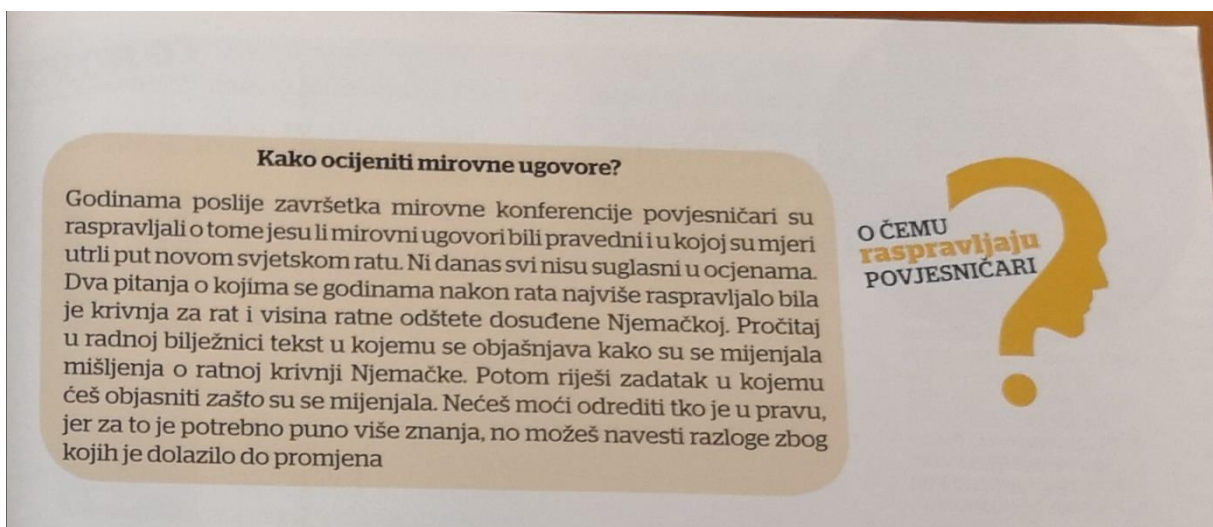 Kako ocijeniti mirovne ugovore?
Godinama poslije završetka mirovne konferencije povjesničari su
raspravljali o tome jesu li mirovni ugovori bili pravedni i u kojoj su mjeri
utrli put novom svjetskom ratu. Ni danas svi nisu suglasni u ocjenama.
Dva pitanja o kojima se godinama nakon rata najviše raspravljalo bila
je krivnja za rat i visina ratne odštete dosuđene Njemačkoj. Pročitaj
u radnoj bilježnici tekst u kojemu se objašnjava kako su se mijenjala
mišljenja o ratnoj krivnji Njemačke. Potom riješi zadatak u kojemu
ćeš objasniti zašto su se mijenjala. Nećeš moći odrediti tko je u pravu,
jer za to je potrebno puno više znanja, no možeš navesti razloge zbog
kojih je dolazilo do promjena
O ČEMU
raspravljaju
POVJESNIČARI